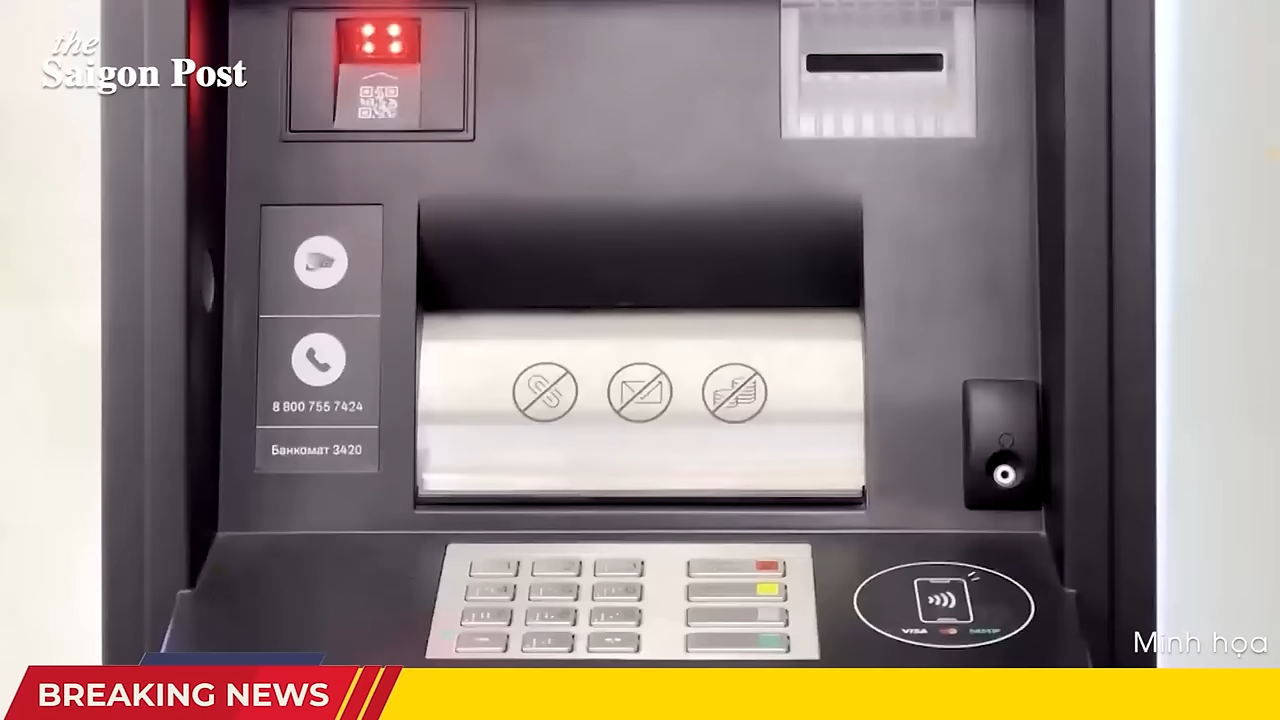 the
Saigon Post
8 800 755 7424
Банкомат 3420
VISA
Minh họa
BREAKING NEWS